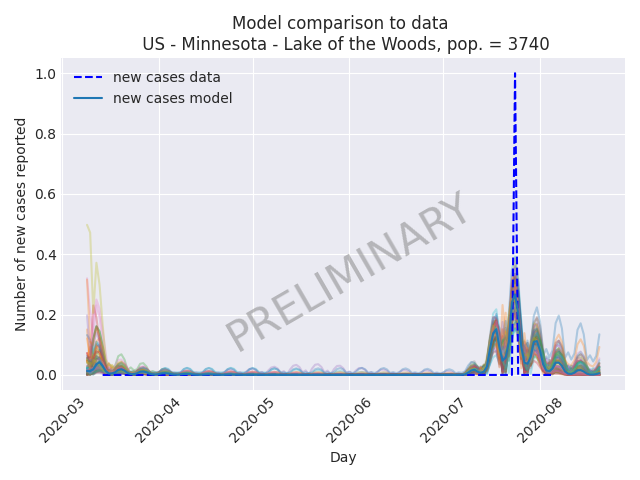 Model comparison to data
US - Minnesota - Lake of the Woods, pop. = 3740
new cases data
new cases model
1.0
0.8
0.6
0.4
0.2
0.0
Number of new cases reported
PRELIMINARY
2020-03
2020-04
2020-05
2020-06
2020-07
2020-08
Day